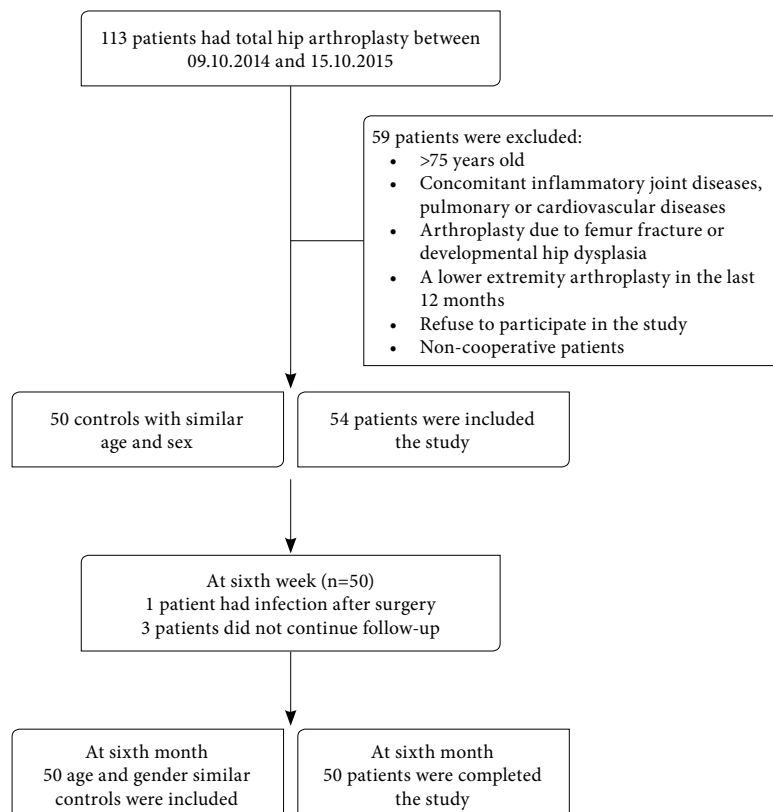 113 patients had total hip arthroplasty between
09.10.2014 and 15.10.2015
59 patients were excluded:
• >75 years old
• Concomitant inflammatory joint diseases,
pulmonary or cardiovascular diseases
• Arthroplasty due to femur fracture or
developmental hip dysplasia
• A lower extremity arthroplasty in the last
12 months
• Refuse to participate in the study
• Non-cooperative patients
50 controls with similar
age and sex
54 patients were included
the study
At sixth week (n=50)
1 patient had infection after surgery
3 patients did not continue follow-up
At sixth month
50 age and gender similar
controls were included
At sixth month
50 patients were completed
the study